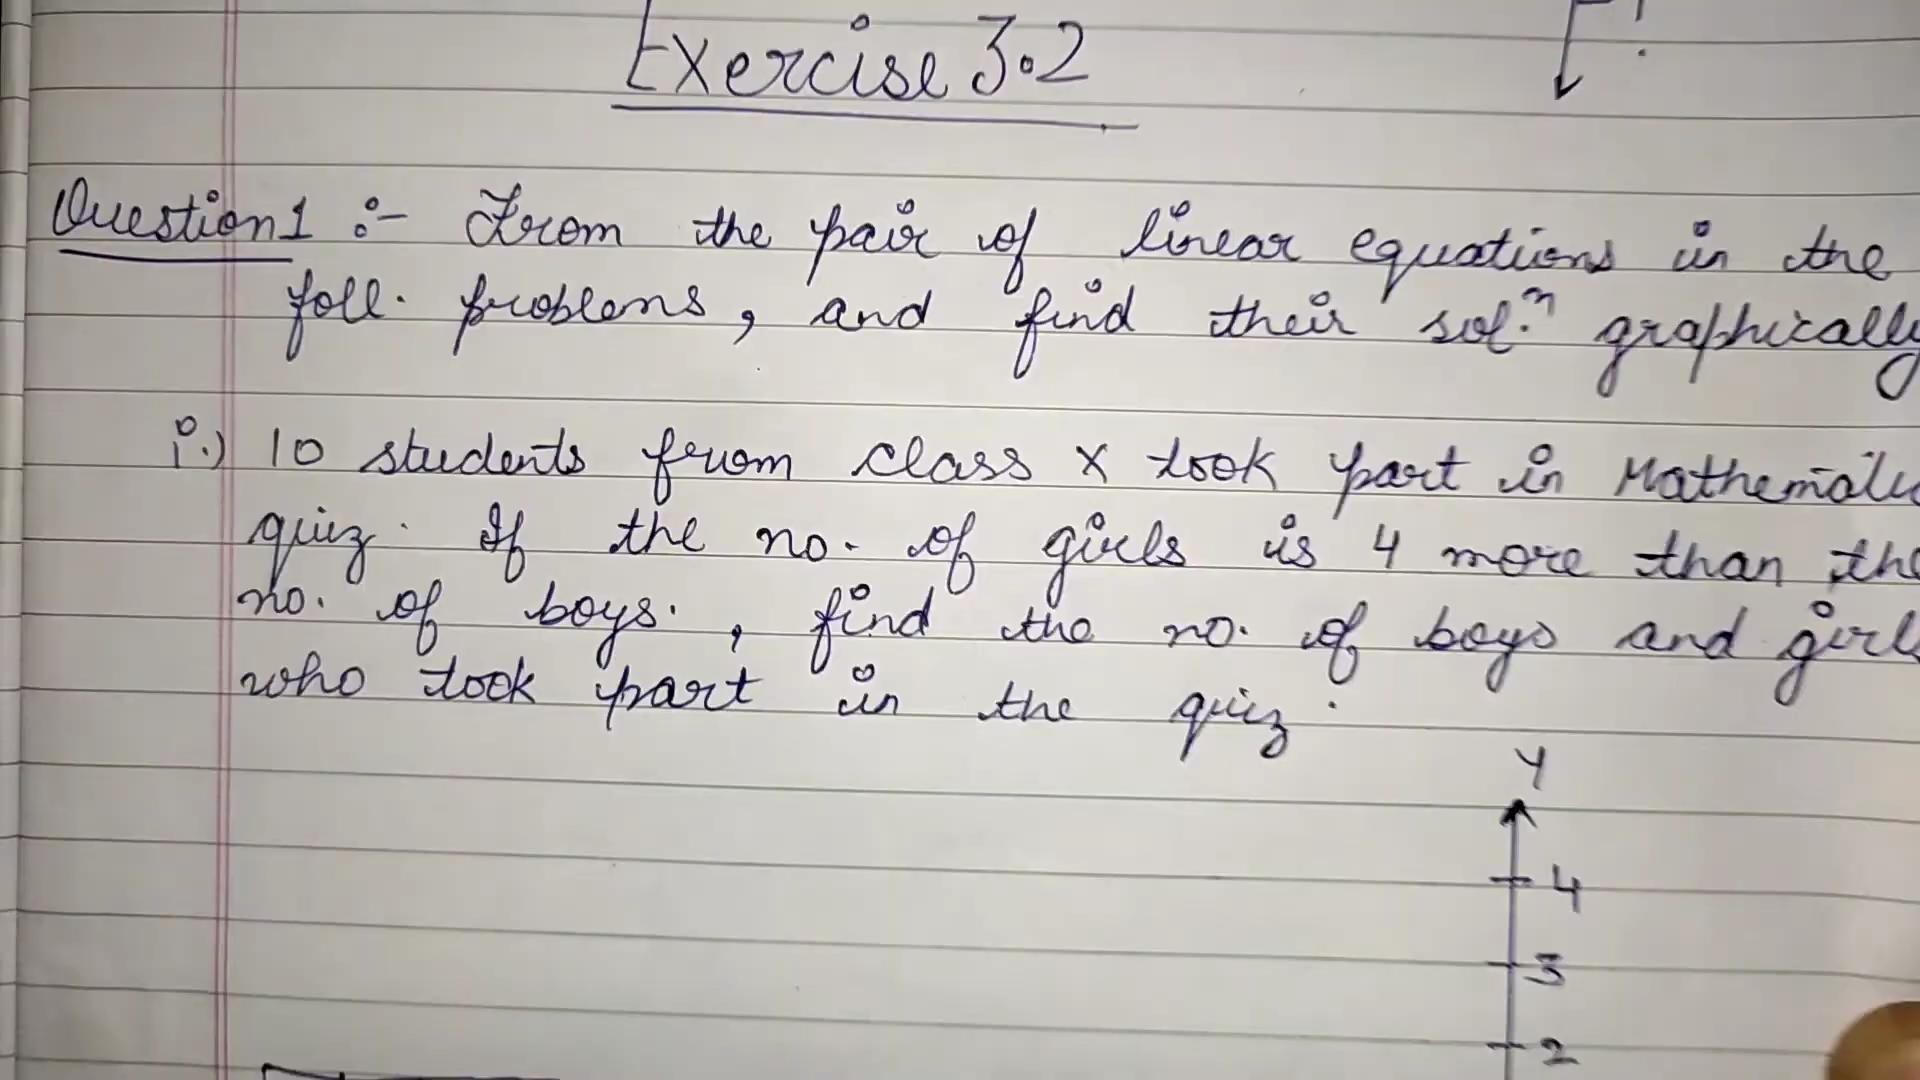 Exercise 3.2
Question 1 :- From the pair of linear equations in the
foll. problems, and find their sol.n graphically
i.) 10 students from class X took part in Mathematic
quiz. If the no. of girls is 4 more than the
no. of boys. , find the no. of boys and girls
who took part in the quiz.
Y
4
3
2